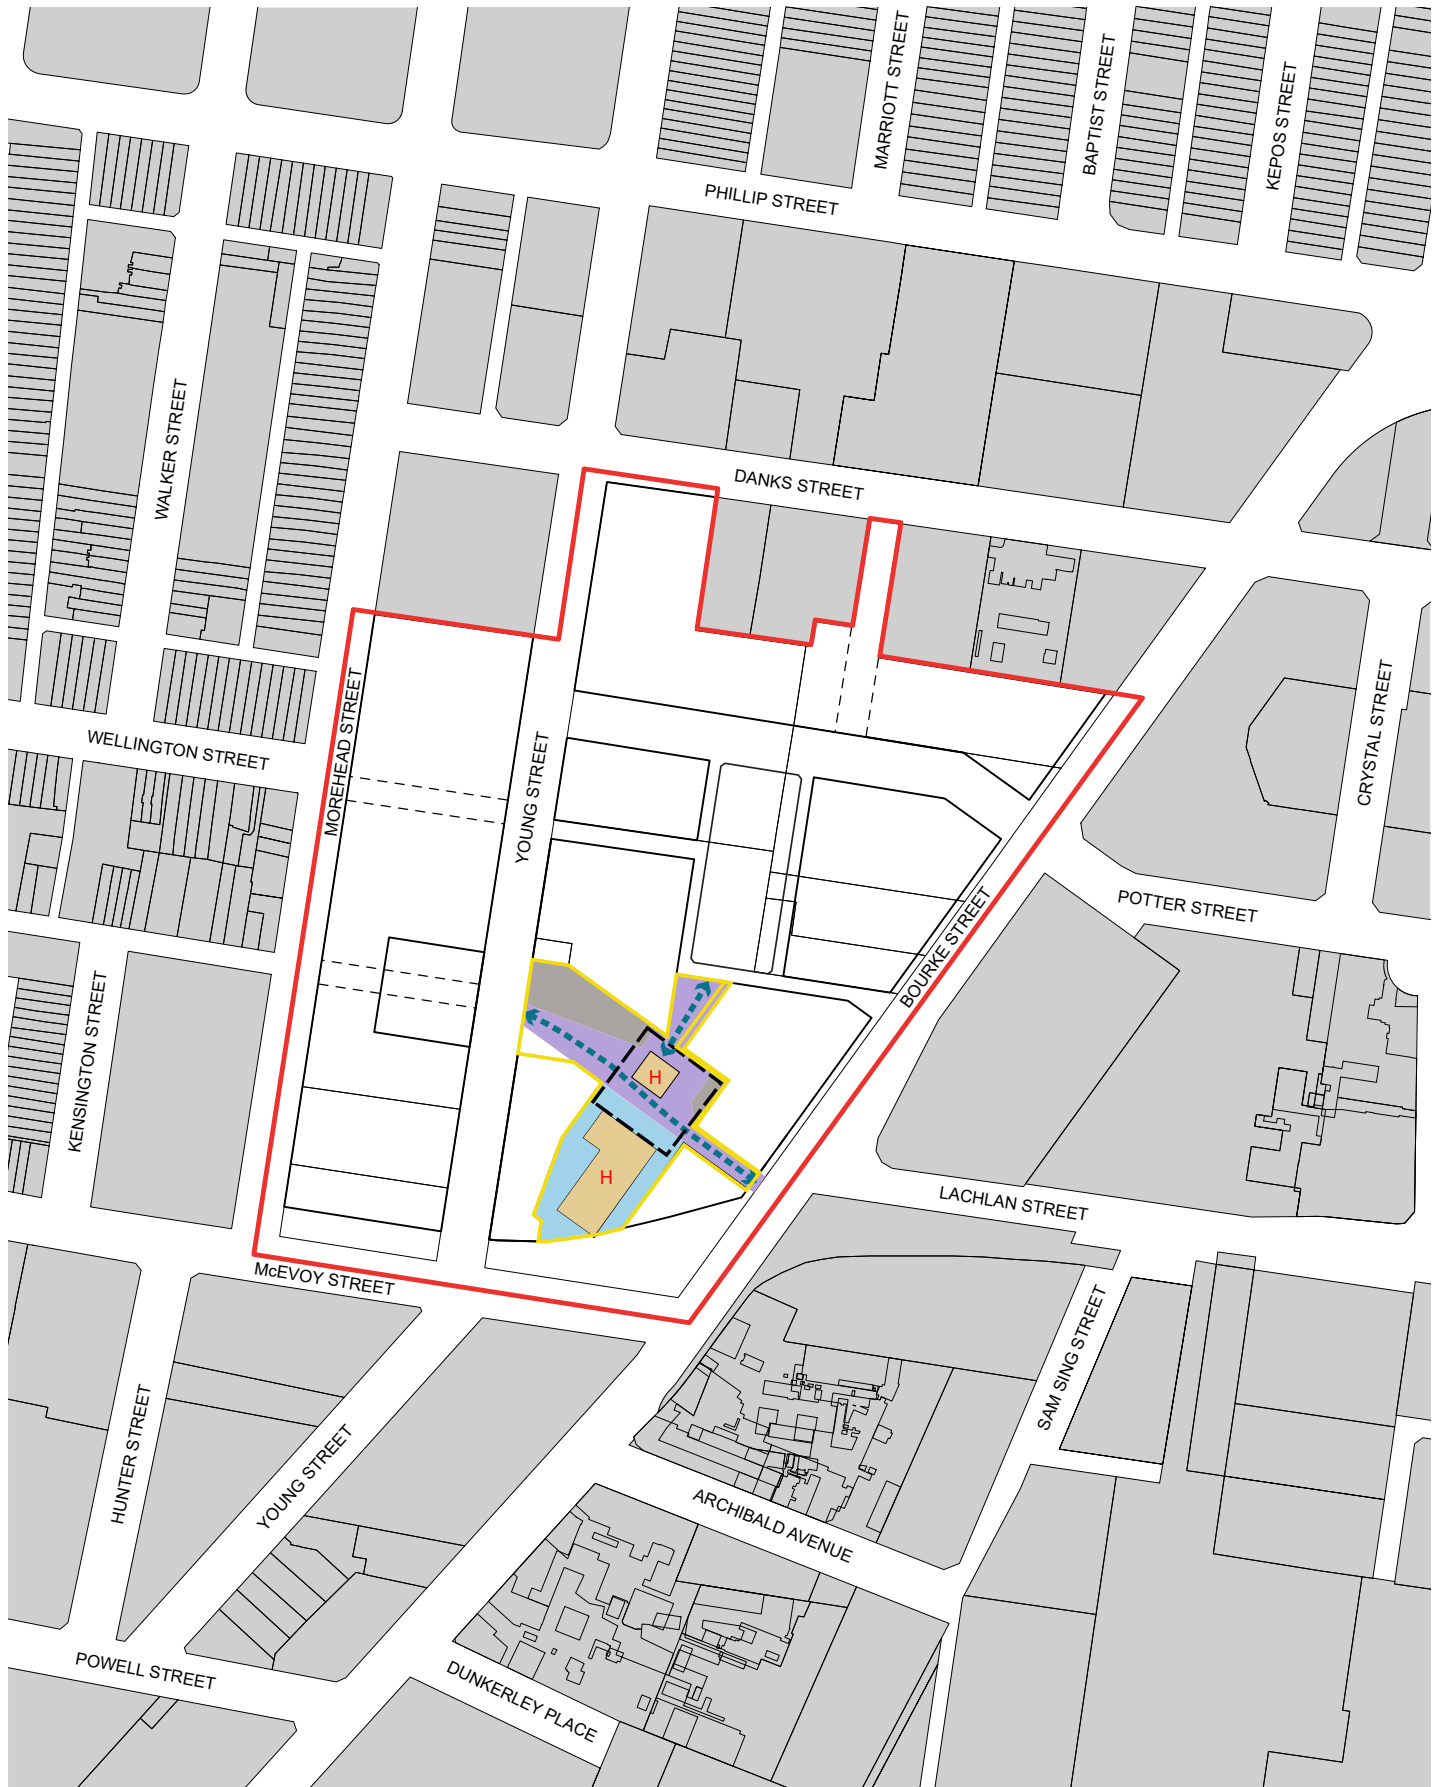 MARRIOTT STREET
BAPTIST STREET
KEPOS STREET
PHILLIP STREET
WALKER STREET
DANKS STREET
WELLINGTON STREET
MOREHEAD STREET
YOUNG STREET
CRYSTAL STREET
POTTER STREET
BOURKE STREET
KENSINGTON STREET
H
H
LACHLAN STREET
McEVOY STREET
SAM SING STREET
HUNTER STREET
YOUNG STREET
ARCHIBALD AVENUE
POWELL STREET
DUNKERLEY PLACE